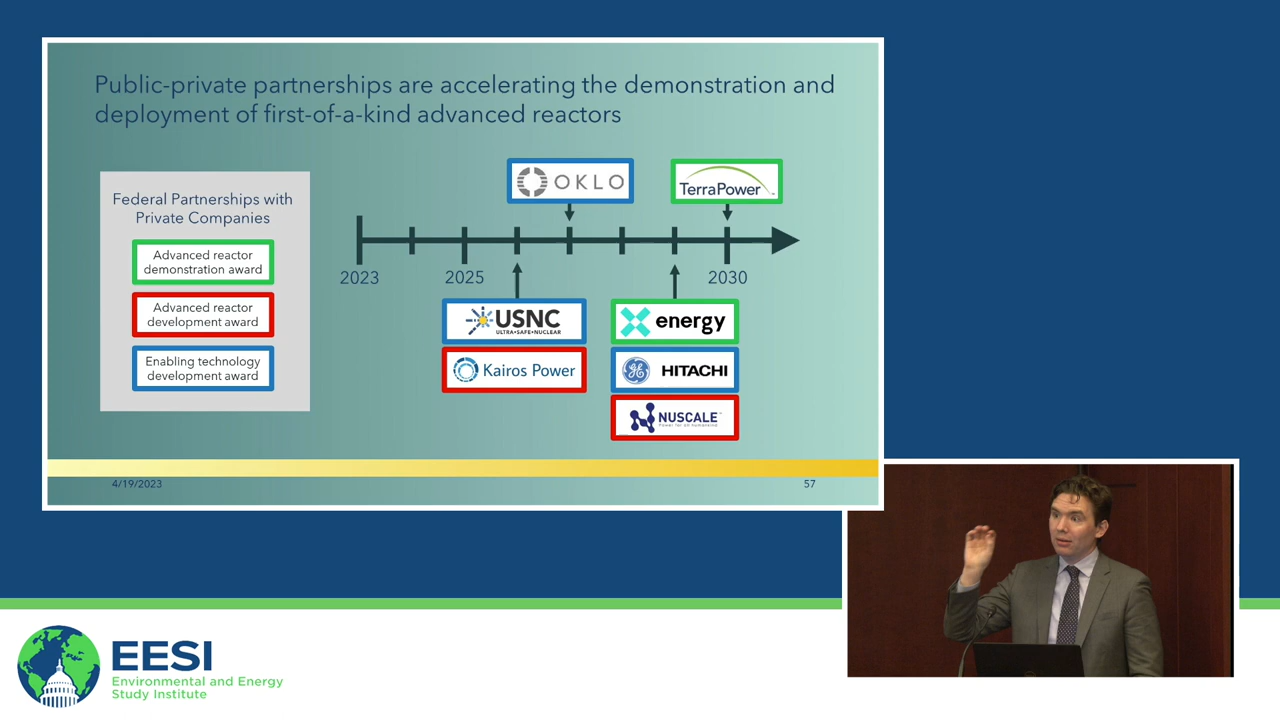 Public-private partnerships are accelerating the demonstration and
deployment of first-of-a-kind advanced reactors
Federal Partnerships with
Private Companies
Advanced reactor
demonstration award
Advanced reactor
development award
Enabling technology
development award
OKLO
TerraPower
2023
2025
2030
USNC
ULTRA•SAFE•NUCLEAR
Kairos Power
X energy
GE HITACHI
NUSCALE™
Power for all humankind
4/19/2023
57
EESI
Environmental and Energy
Study Institute